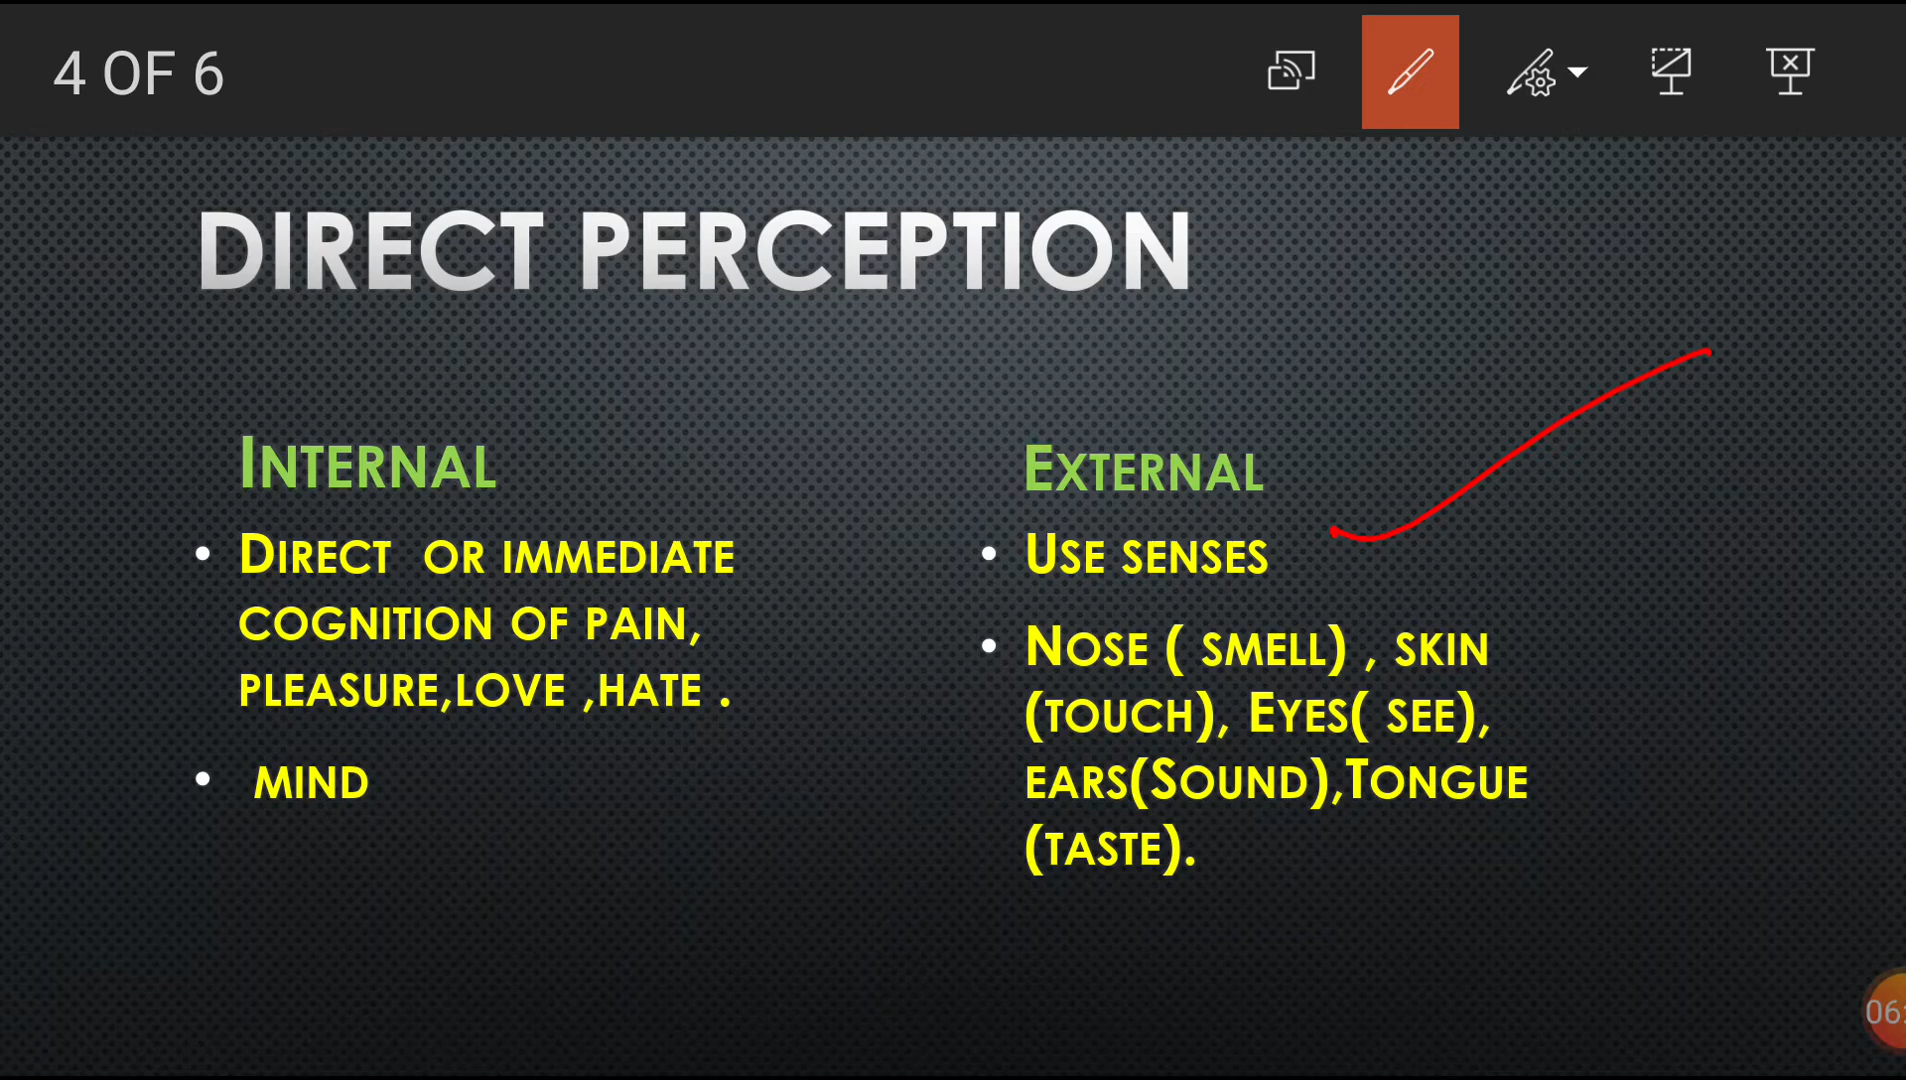 4 OF 6
DIRECT PERCEPTION
INTERNAL
• DIRECT OR IMMEDIATE
COGNITION OF PAIN,
PLEASURE,LOVE ,HATE .
• MIND
EXTERNAL
• USE SENSES
• NOSE ( SMELL) , SKIN
(TOUCH), EYES( SEE),
EARS(SOUND),TONGUE
(TASTE).
06: